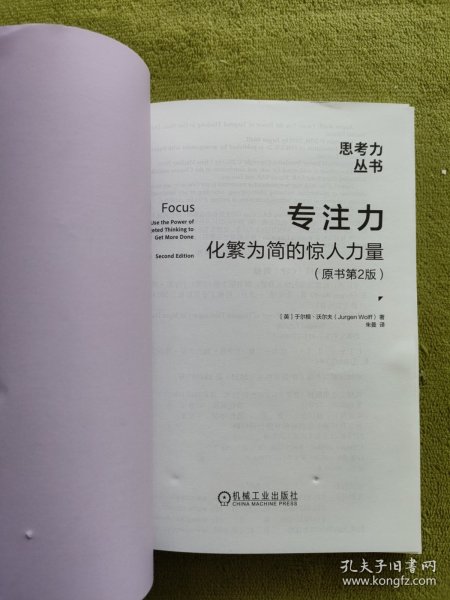 思考力
丛书
Focus
Use the Power of
eted Thinking to
Get More Done
Second Edition
专注力
化繁为简的惊人力量
（原书第2版）
［英］于尔根·沃尔夫（Jurgen Wolff）著
朱曼 译
机械工业出版社
CHINA MACHINE PRESS
孔夫子旧书网
www.kongfz.com